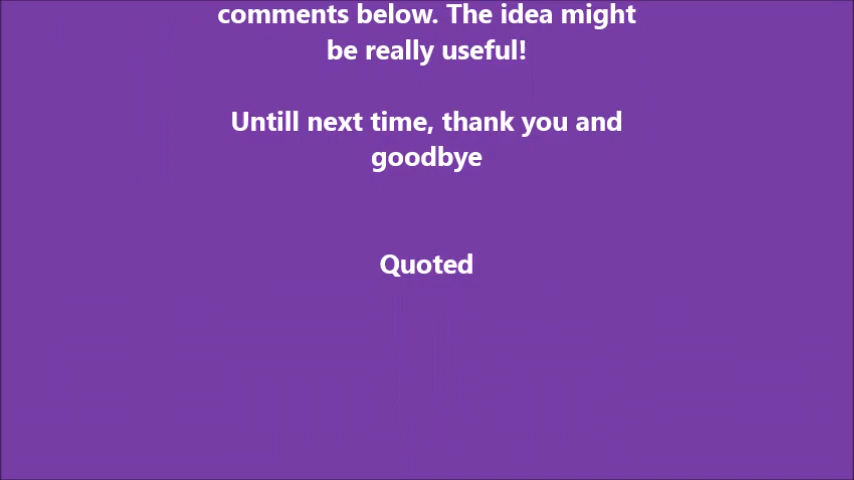 comments below. The idea might
be really useful!
Untill next time, thank you and
goodbye
Quoted